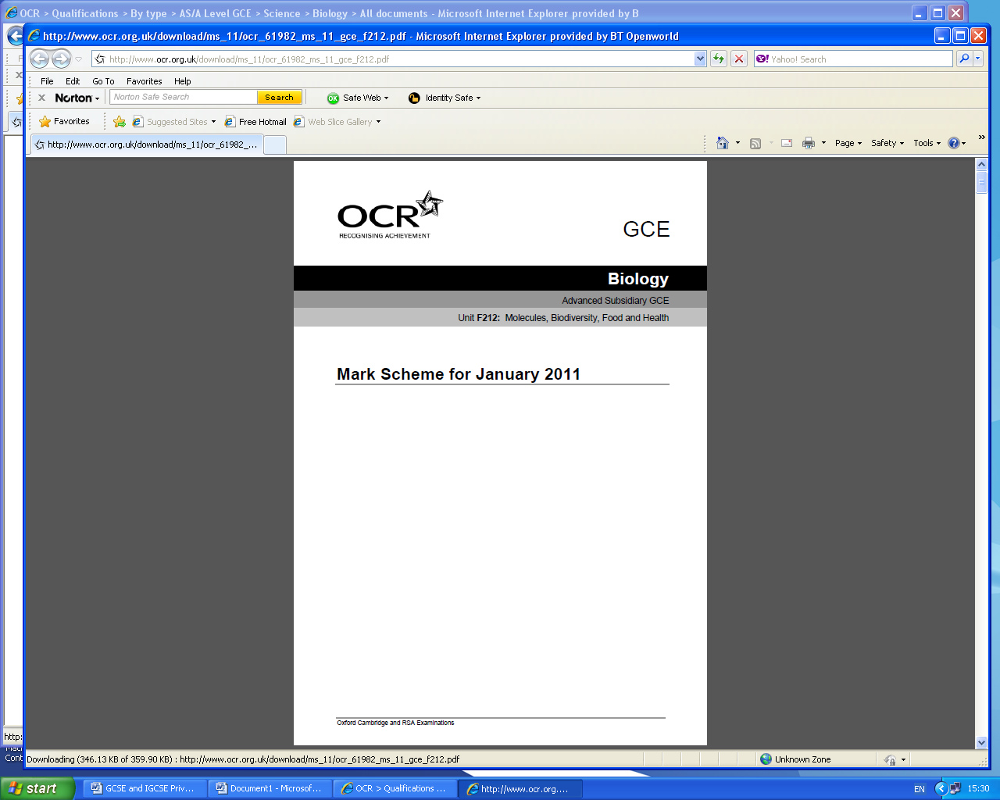 OCR > Qualifications > By type > AS/A Level GCE > Science > Biology > All documents - Microsoft Internet Explorer provided by B
http://www.ocr.org.uk/download/ms_11/ocr_61982_ms_11_gce_f212.pdf - Microsoft Internet Explorer provided by BT Openworld
http://www.ocr.org.uk/download/ms_11/ocr_61982_ms_11_gce_f212.pdf
Yahoo! Search
File Edit Go To Favorites Help
x Norton Norton Safe Search Search OK Safe Web Identity Safe
Favorites Suggested Sites Free Hotmail Web Slice Gallery
http://www.ocr.org.uk/download/ms_11/ocr_61982_... Page Safety Tools »
OCR
RECOGNISING ACHIEVEMENT
GCE
Biology
Advanced Subsidiary GCE
Unit F212: Molecules, Biodiversity, Food and Health
Mark Scheme for January 2011
Oxford Cambridge and RSA Examinations
http:
Cont
Downloading (346.13 KB of 359.90 KB) : http://www.ocr.org.uk/download/ms_11/ocr_61982_ms_11_gce_f212.pdf Unknown Zone
start GCSE and IGCSE Priv... Document1 - Microsof... OCR > Qualifications ... http://www.ocr.org.... EN 15:30